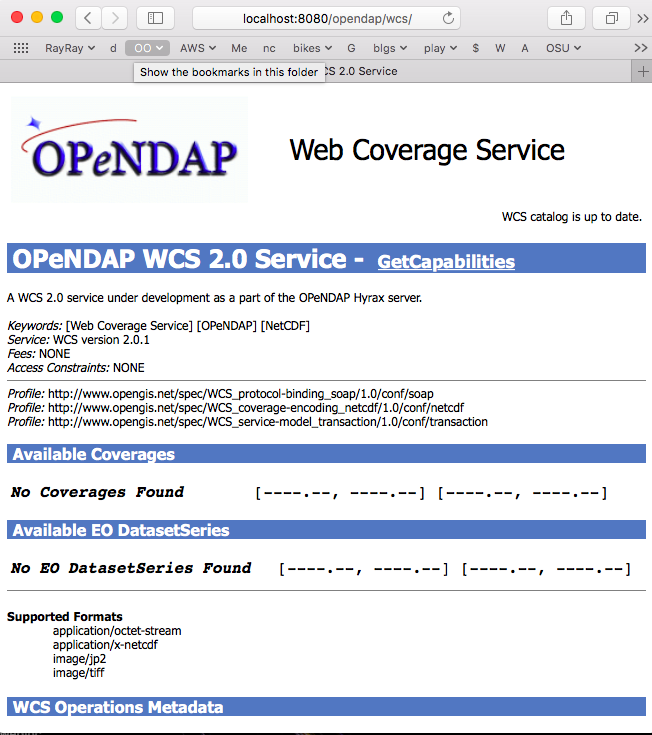 localhost:8080/opendap/wcs/
RayRay d OO AWS Me nc bikes G blgs play $ W A OSU
Show the bookmarks in this folder
CS 2.0 Service
OPeNDAP
Web Coverage Service
WCS catalog is up to date.
OPeNDAP WCS 2.0 Service - GetCapabilities
A WCS 2.0 service under development as a part of the OPeNDAP Hyrax server.
Keywords: [Web Coverage Service] [OPeNDAP] [NetCDF]
Service: WCS version 2.0.1
Fees: NONE
Access Constraints: NONE
Profile: http://www.opengis.net/spec/WCS_protocol-binding_soap/1.0/conf/soap
Profile: http://www.opengis.net/spec/WCS_coverage-encoding_netcdf/1.0/conf/netcdf
Profile: http://www.opengis.net/spec/WCS_service-model_transaction/1.0/conf/transaction
Available Coverages
No Coverages Found [----.--, ----.--] [----.--, ----.--]
Available EO DatasetSeries
No EO DatasetSeries Found [----.--, ----.--] [----.--, ----.--]
Supported Formats
application/octet-stream
application/x-netcdf
image/jp2
image/tiff
WCS Operations Metadata